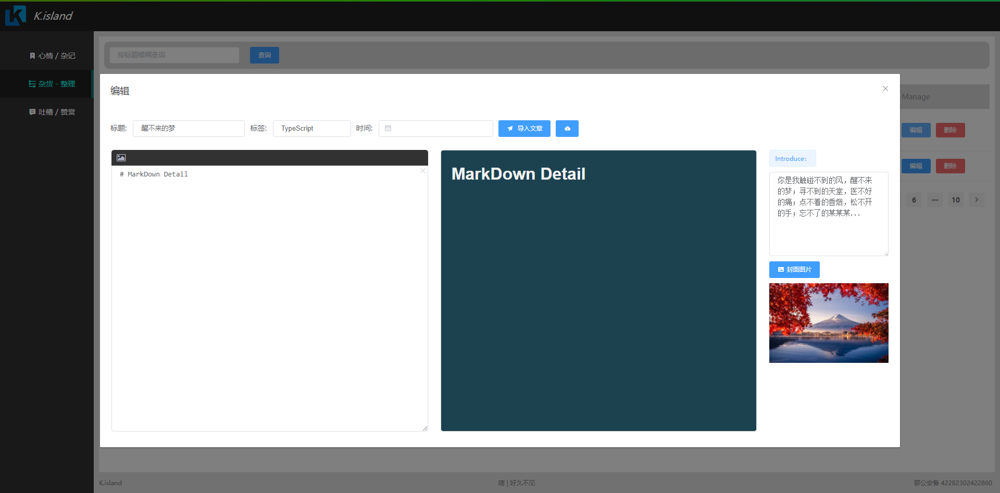 K.island
心情 / 杂记
杂货 - 整理
吐槽 / 赞赏
按标题模糊查询
查询
Manage
编辑
删除
编辑
删除
6
•••
10
编辑
标题:
醒不来的梦
标签:
TypeScript
时间:
导入文章
# MarkDown Detail
MarkDown Detail
Introduce：
你是我触碰不到的风，醒不来
的梦；寻不到的天堂，医不好
的痛；点不着的香烟，松不开
的手；忘不了的某某某...
封面图片
K.island
嗐 | 好久不见
鄂公安备 42282302422860